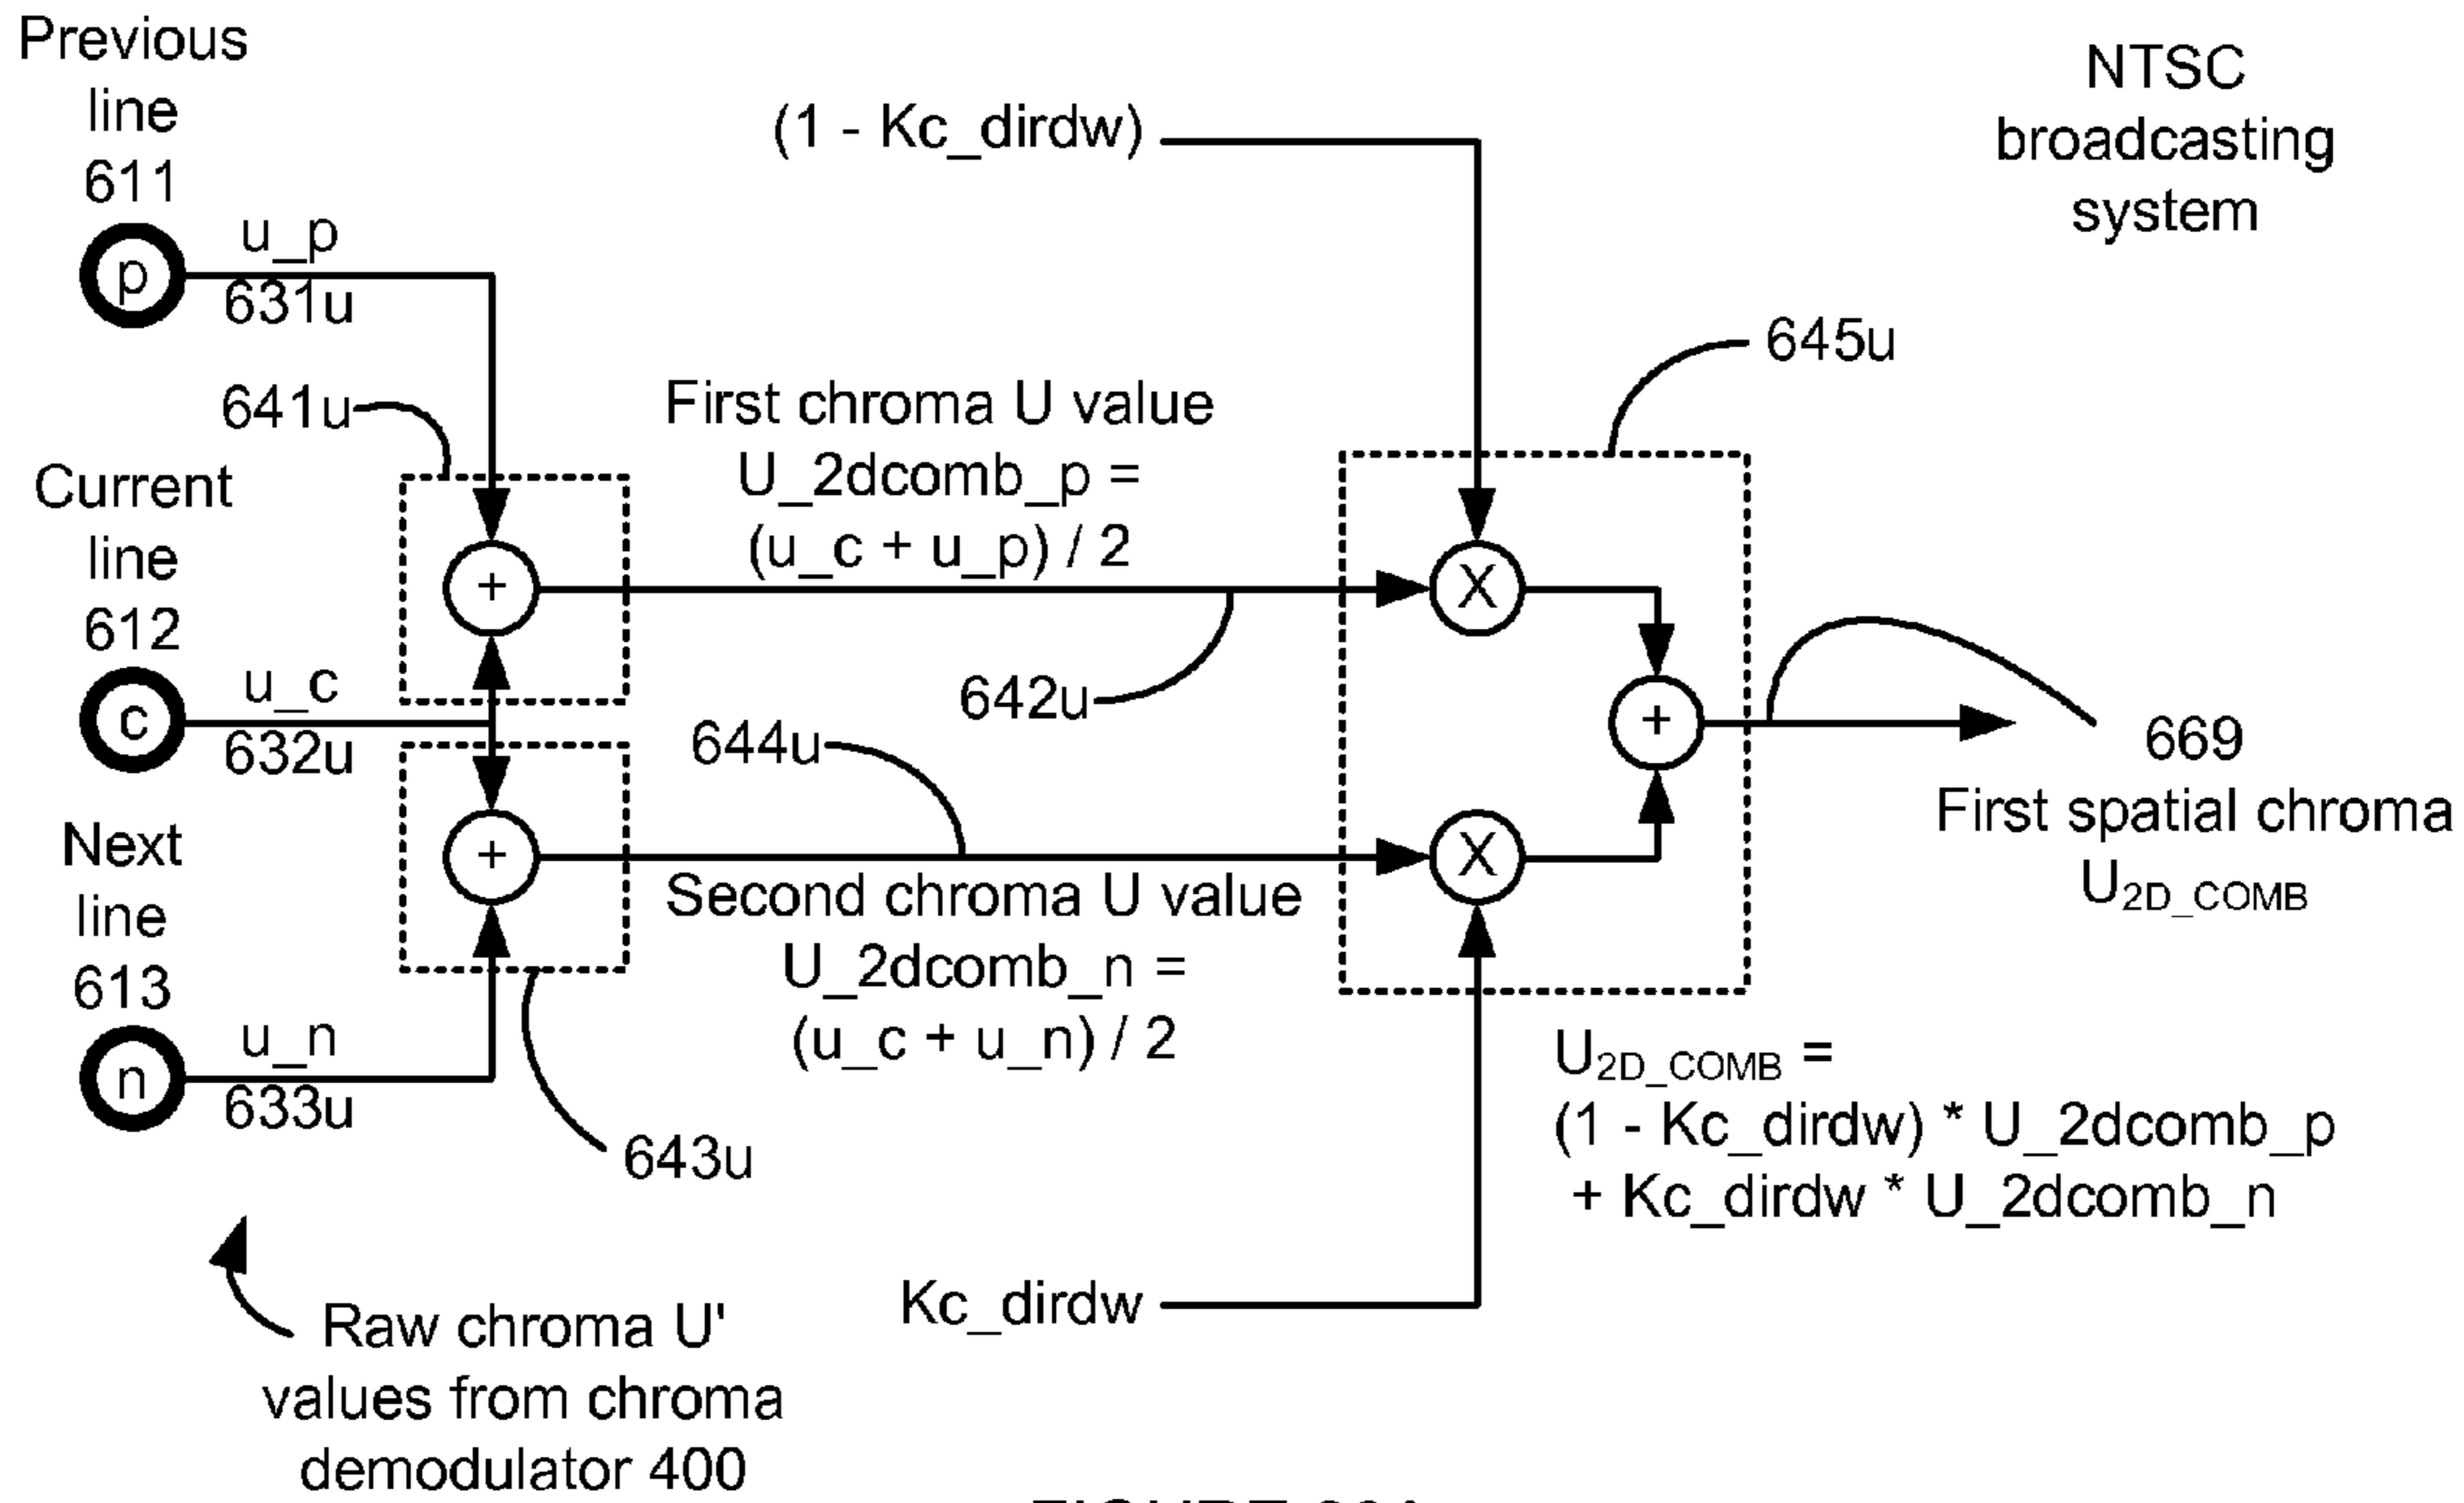 Previous
line
611
p
u_p
631u
641u
Current
line
612
c
u_c
632u
Next
line
613
n
u_n
633u
643u
Raw chroma U'
values from chroma
demodulator 400
(1 - Kc_dirdw)
NTSC
broadcasting
system
645u
First chroma U value
U_2dcomb_p =
(u_c + u_p) / 2
+
X
642u
644u
+
669
First spatial chroma
U2D_COMB
+
X
Second chroma U value
U_2dcomb_n =
(u_c + u_n) / 2
U2D_COMB =
(1 - Kc_dirdw) * U_2dcomb_p
+ Kc_dirdw * U_2dcomb_n
Kc_dirdw